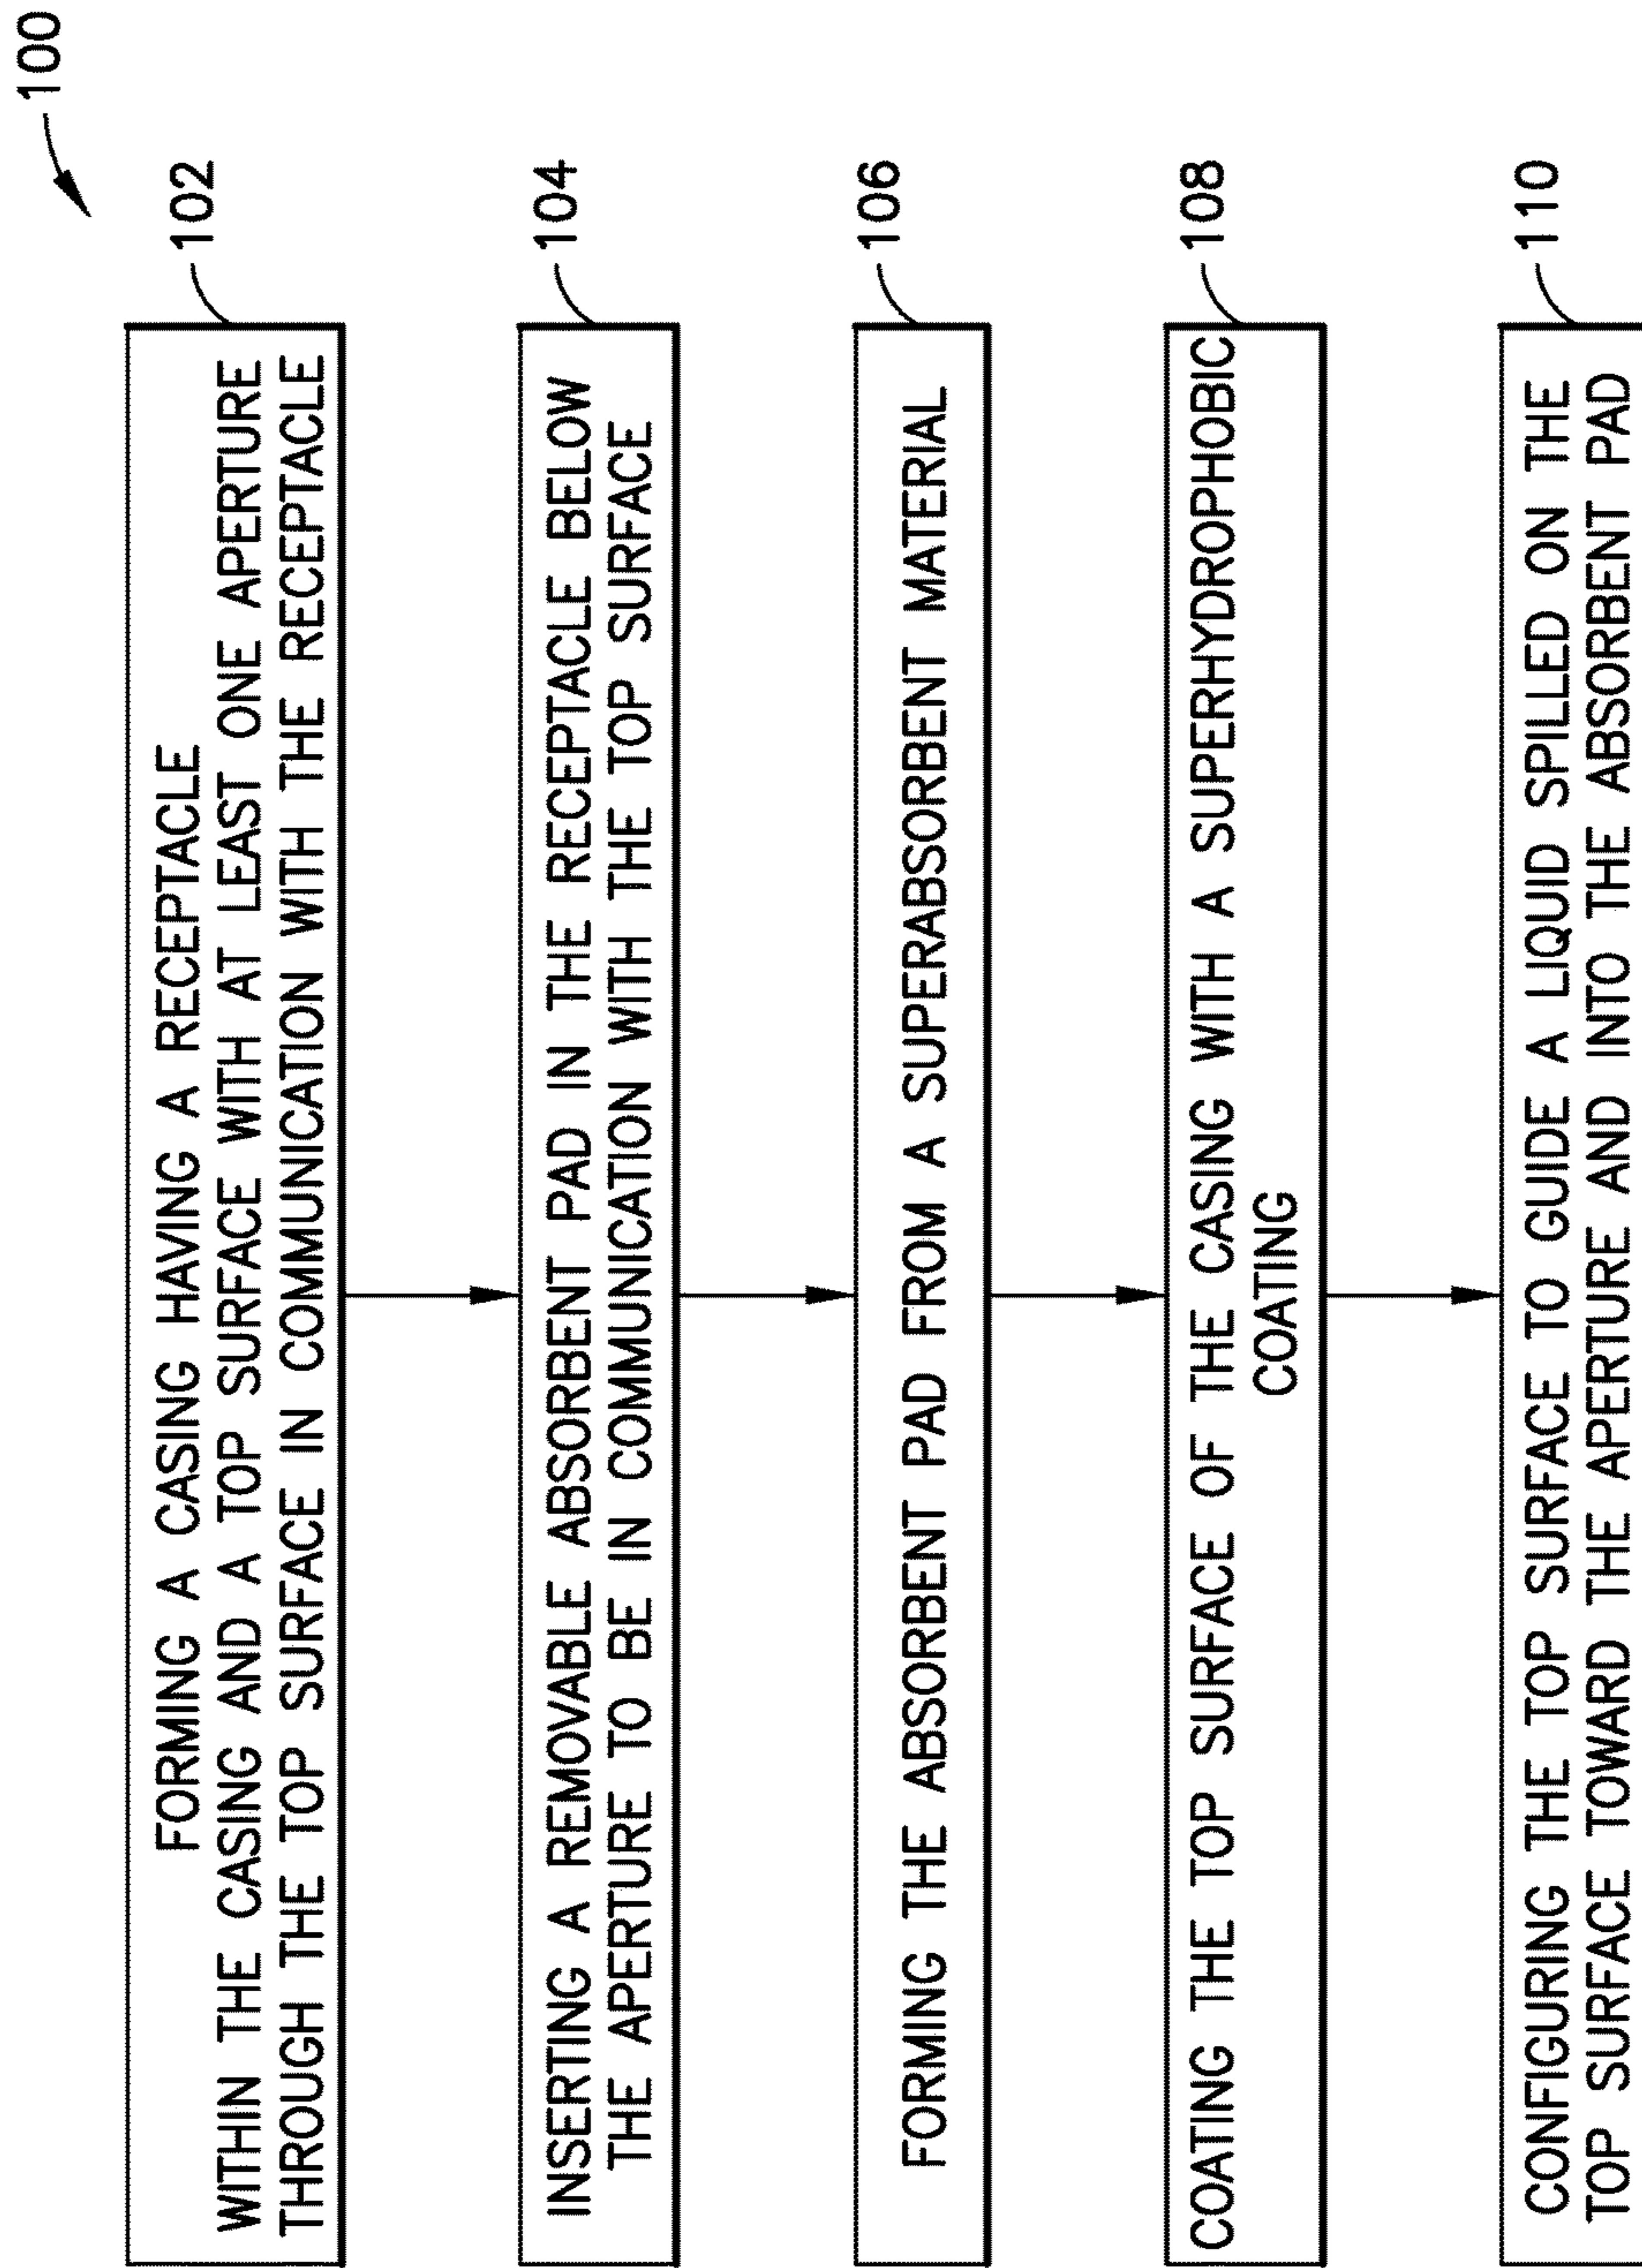 100
102
FORMING A CASING HAVING A RECEPTACLE
WITHIN THE CASING AND A TOP SURFACE WITH AT LEAST ONE APERTURE
THROUGH THE TOP SURFACE IN COMMUNICATION WITH THE RECEPTACLE
104
INSERTING A REMOVABLE ABSORBENT PAD IN THE RECEPTACLE BELOW
THE APERTURE TO BE IN COMMUNICATION WITH THE TOP SURFACE
106
FORMING THE ABSORBENT PAD FROM A SUPERABSORBENT MATERIAL
108
COATING THE TOP SURFACE OF THE CASING WITH A SUPERHYDROPHOBIC
COATING
110
CONFIGURING THE TOP SURFACE TO GUIDE A LIQUID SPILLED ON THE
TOP SURFACE TOWARD THE APERTURE AND INTO THE ABSORBENT PAD